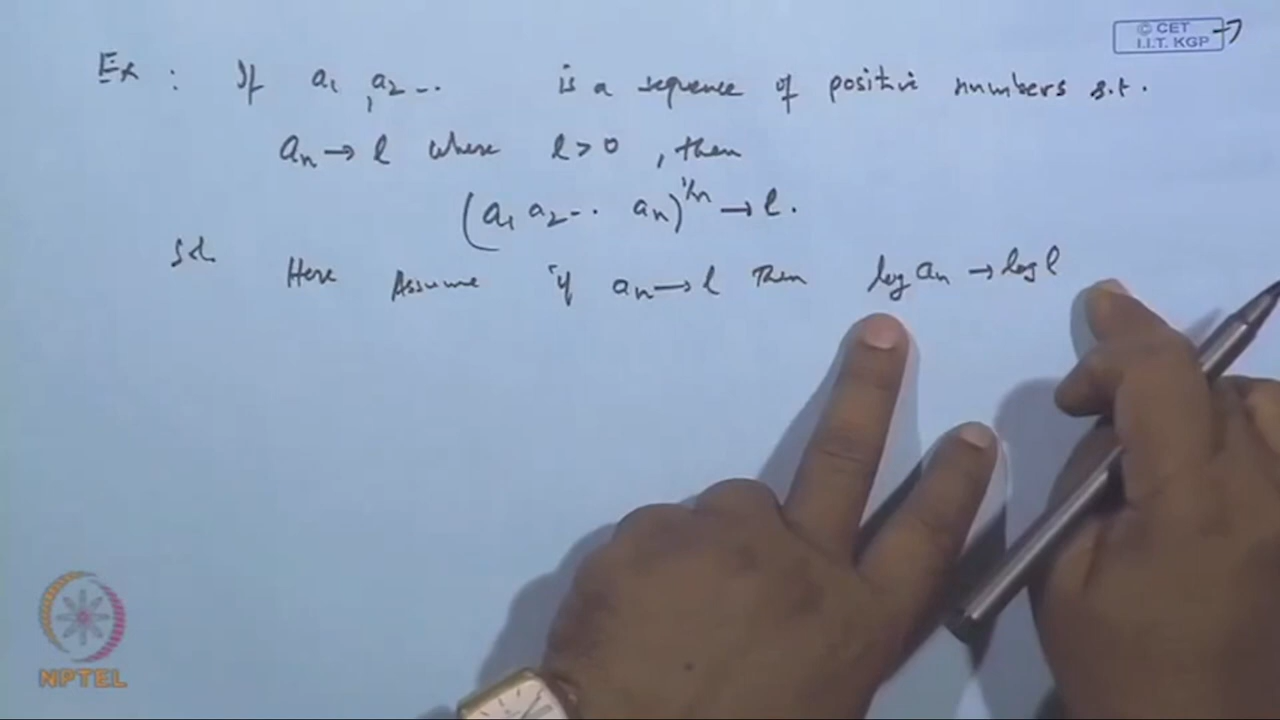 © CET
I.I.T. KGP
Ex : If a₁, a₂ -.. is a sequence of positive numbers s.t.
aₙ → l where l > 0, then
(a₁ a₂ -.. aₙ)^{1/n} → l.
Sol
Here Assume if aₙ → l Then log aₙ → log l
NPTEL